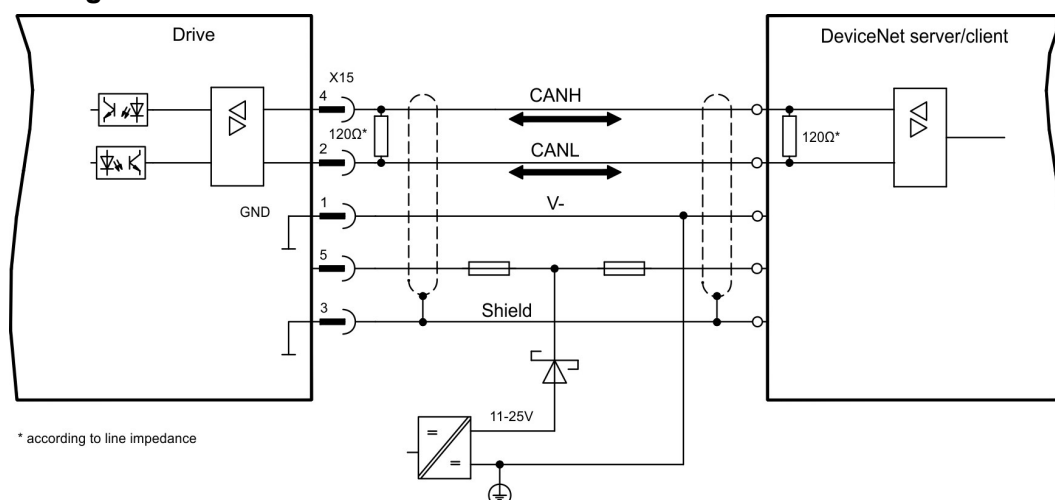 Drive
DeviceNet server/client
X15
4
CANH
120Ω*
120Ω*
2
CANL
GND
1
V-
5
3
Shield
11-25V
* according to line impedance